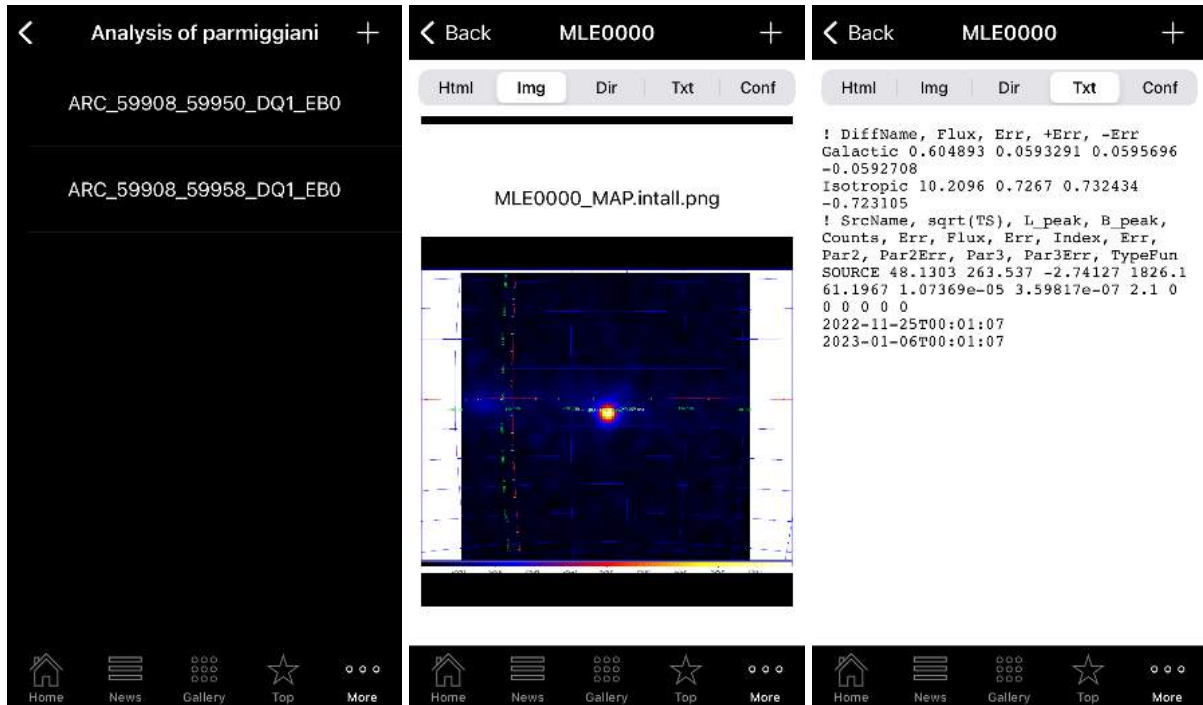 Analysis of parmiggiani
ARC_59908_59950_DQ1_EB0
ARC_59908_59958_DQ1_EB0
Home News Gallery Top More
Back MLE0000
Html Img Dir Txt Conf
MLE0000_MAP.intall.png
Home News Gallery Top More
Back MLE0000
Html Img Dir Txt Conf
! DiffName, Flux, Err, +Err, -Err
Galactic 0.604893 0.0593291 0.0595696
-0.0592708
Isotropic 10.2096 0.7267 0.732434
-0.723105
! SrcName, sqrt(TS), L_peak, B_peak,
Counts, Err, Flux, Err, Index, Err,
Par2, Par2Err, Par3, Par3Err, TypeFun
SOURCE 48.1303 263.537 -2.74127 1826.1
61.1967 1.07369e-05 3.59817e-07 2.1 0
0 0 0 0 0
2022-11-25T00:01:07
2023-01-06T00:01:07
Home News Gallery Top More